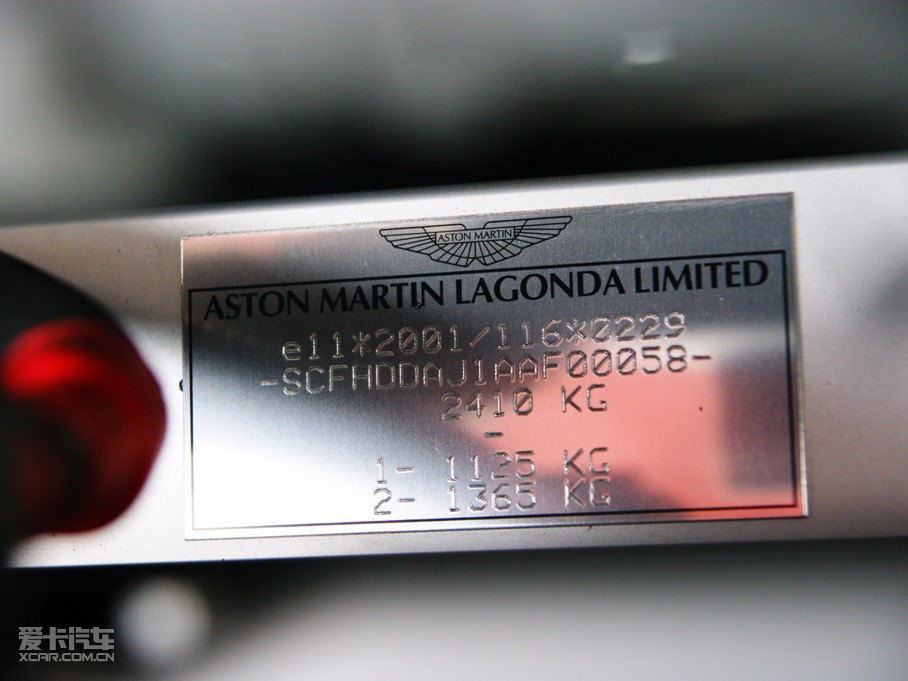 ASTON MARTIN
ASTON MARTIN LAGONDA LIMITED
e11*2001/116*0229
-SCFHDDAJ1AAF00058-
2410 KG
-
1- 1125 KG
2- 1365 KG
爱卡汽车
XCAR.COM.CN